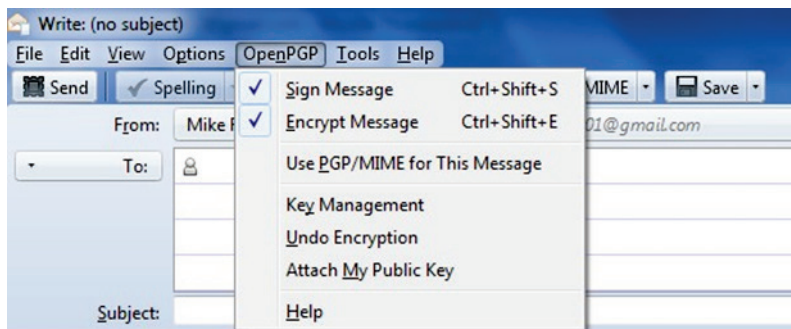 Write: (no subject)
File Edit View Options OpenPGP Tools Help
Send Spelling MIME Save
Sign Message Ctrl+Shift+S
From: Mike 01@gmail.com
Encrypt Message Ctrl+Shift+E
To:
Use PGP/MIME for This Message
Key Management
Undo Encryption
Attach My Public Key
Subject:
Help